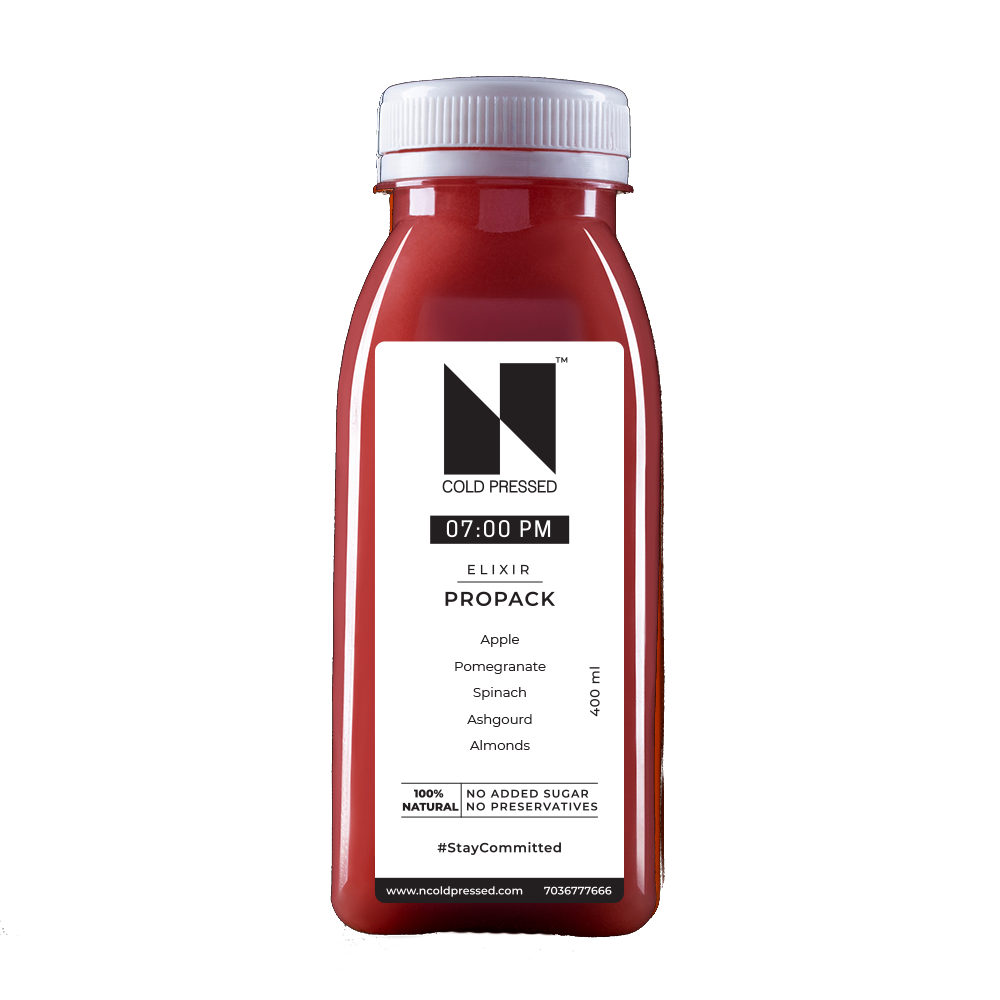 N™
COLD PRESSED
07:00 PM
ELIXIR
PROPACK
Apple
Pomegranate
Spinach
Ashgourd
Almonds
400 ml
100% NATURAL
NO ADDED SUGAR
NO PRESERVATIVES
#StayCommitted
www.ncoldpressed.com 7036777666